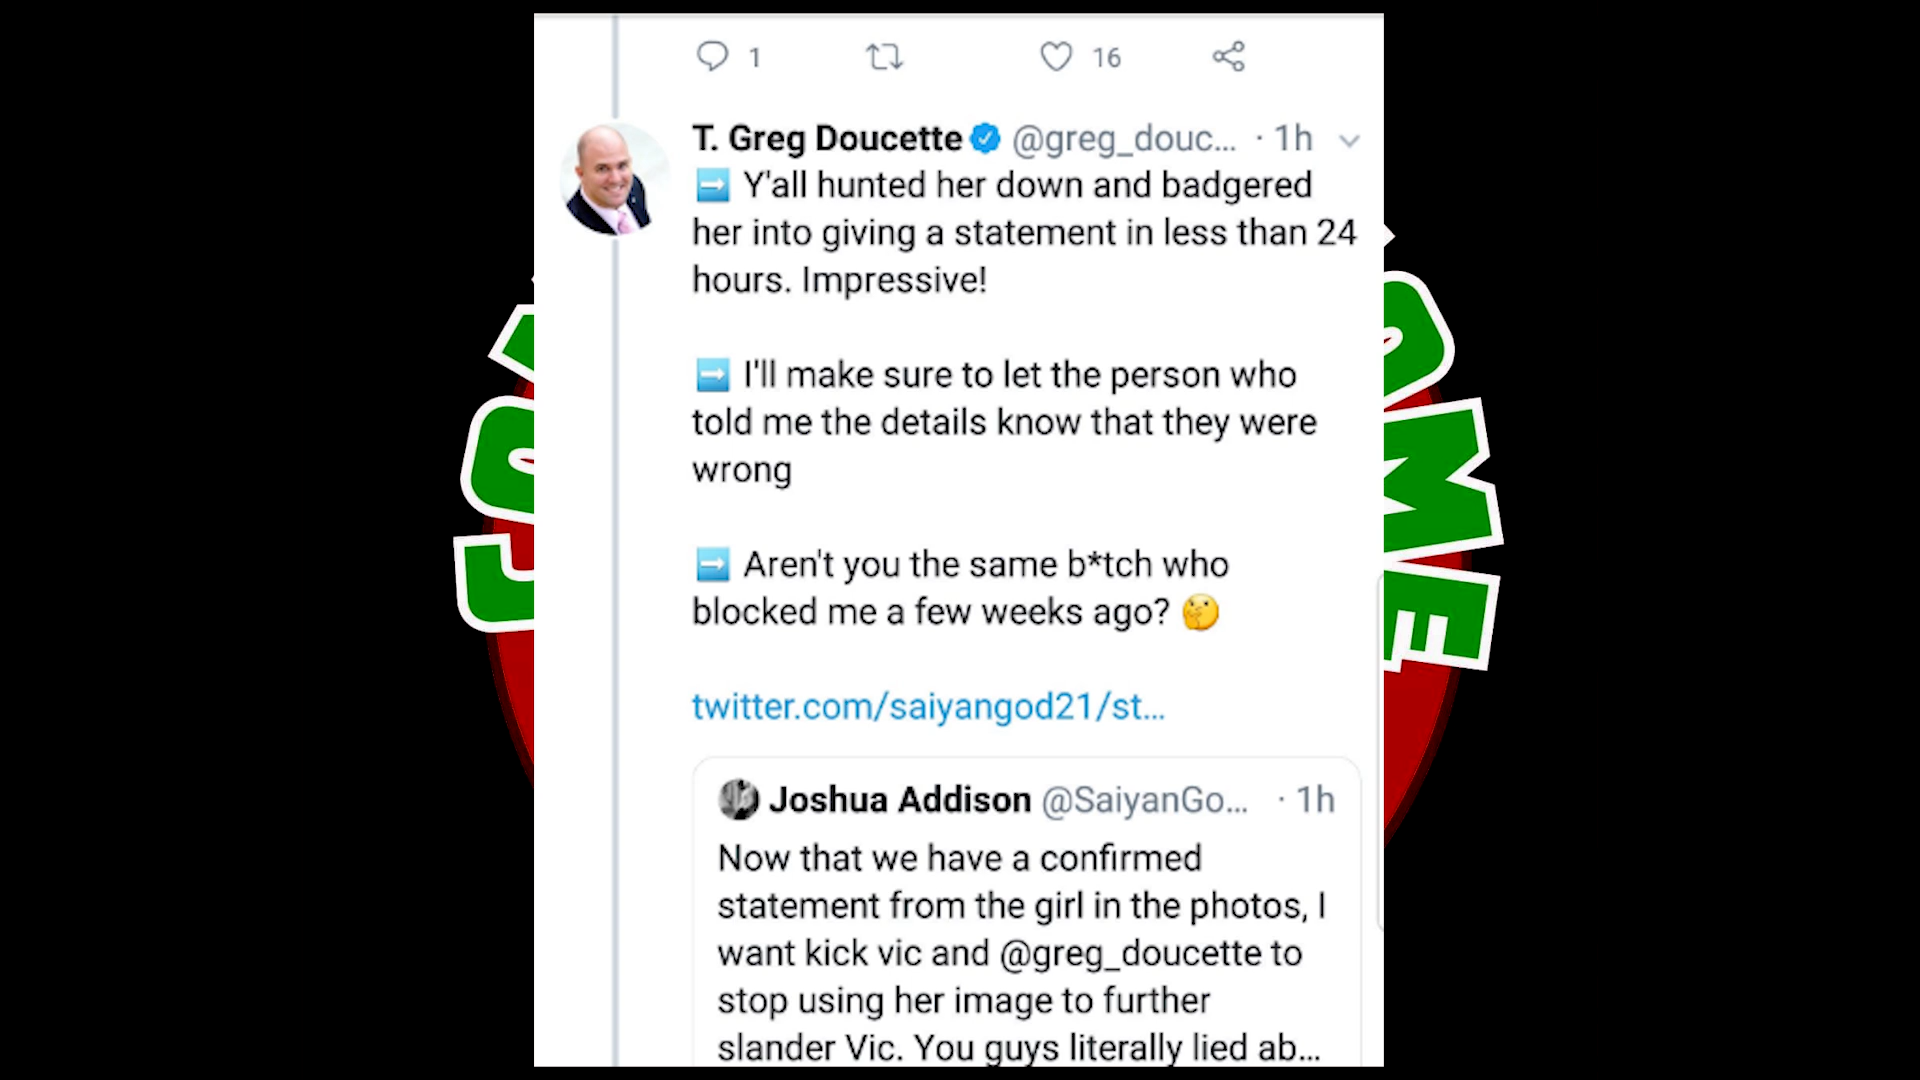 1 16
T. Greg Doucette @greg_douc... · 1h
Y'all hunted her down and badgered
her into giving a statement in less than 24
hours. Impressive!
I'll make sure to let the person who
told me the details know that they were
wrong
Aren't you the same b*tch who
blocked me a few weeks ago? 🤔
twitter.com/saiyangod21/st...
Joshua Addison @SaiyanGo... · 1h
Now that we have a confirmed
statement from the girl in the photos, I
want kick vic and @greg_doucette to
stop using her image to further
slander Vic. You guys literally lied ab...
OME